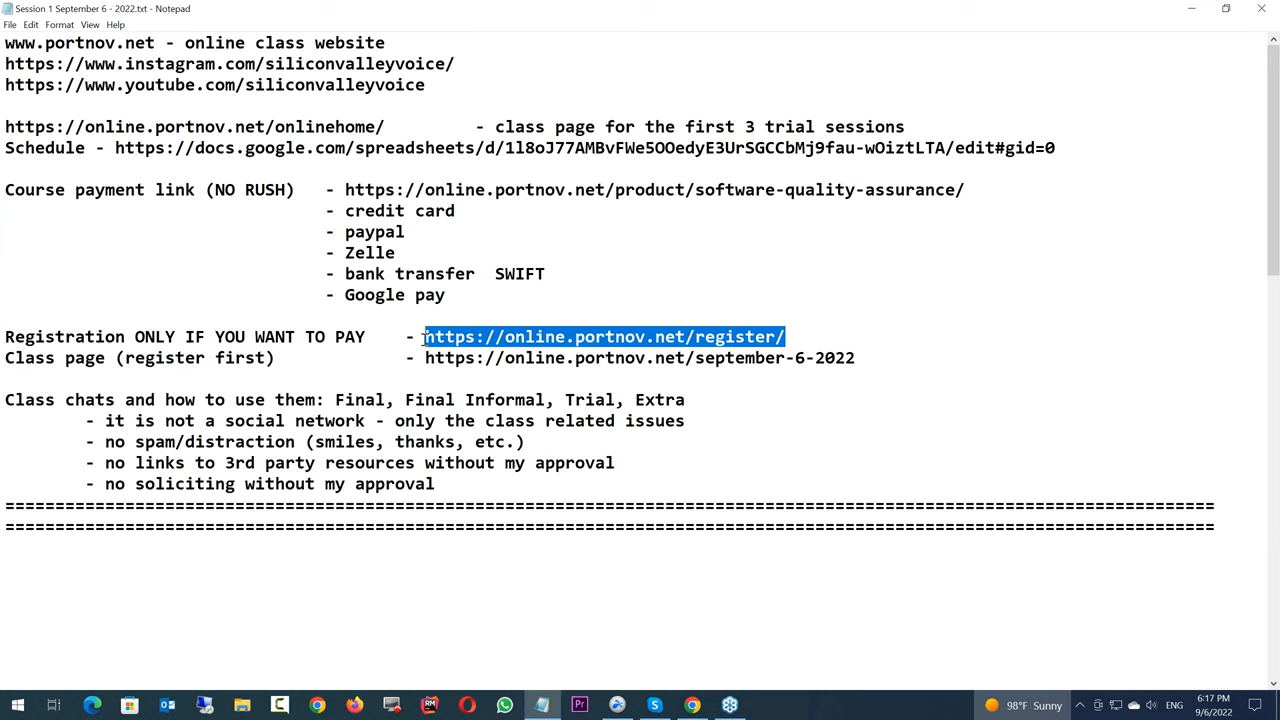 Session 1 September 6 - 2022.txt - Notepad
File Edit Format View Help
www.portnov.net - online class website
https://www.instagram.com/siliconvalleyvoice/
https://www.youtube.com/siliconvalleyvoice
https://online.portnov.net/onlinehome/ - class page for the first 3 trial sessions
Schedule - https://docs.google.com/spreadsheets/d/1l8oJ77AMBvFWe5OOedyE3UrSGCCbMj9fau-wOiztLTA/edit#gid=0
Course payment link (NO RUSH) - https://online.portnov.net/product/software-quality-assurance/
- credit card
- paypal
- Zelle
- bank transfer SWIFT
- Google pay
Registration ONLY IF YOU WANT TO PAY - https://online.portnov.net/register/
Class page (register first) - https://online.portnov.net/september-6-2022
Class chats and how to use them: Final, Final Informal, Trial, Extra
- it is not a social network - only the class related issues
- no spam/distraction (smiles, thanks, etc.)
- no links to 3rd party resources without my approval
- no soliciting without my approval
=========================================================================================================================
=========================================================================================================================
98°F Sunny
ENG
6:17 PM
9/6/2022